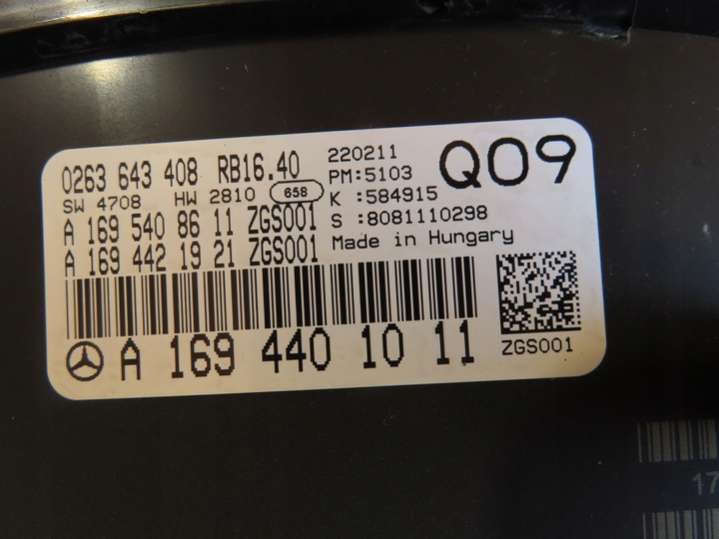 0263 643 408 RB16.40
SW 4708 HW 2810 658
A 169 540 86 11 ZGS001
A 169 442 19 21 ZGS001
220211
PM:5103
K :584915
S :8081110298
Made in Hungary
Q09
A 169 440 10 11
ZGS001
17